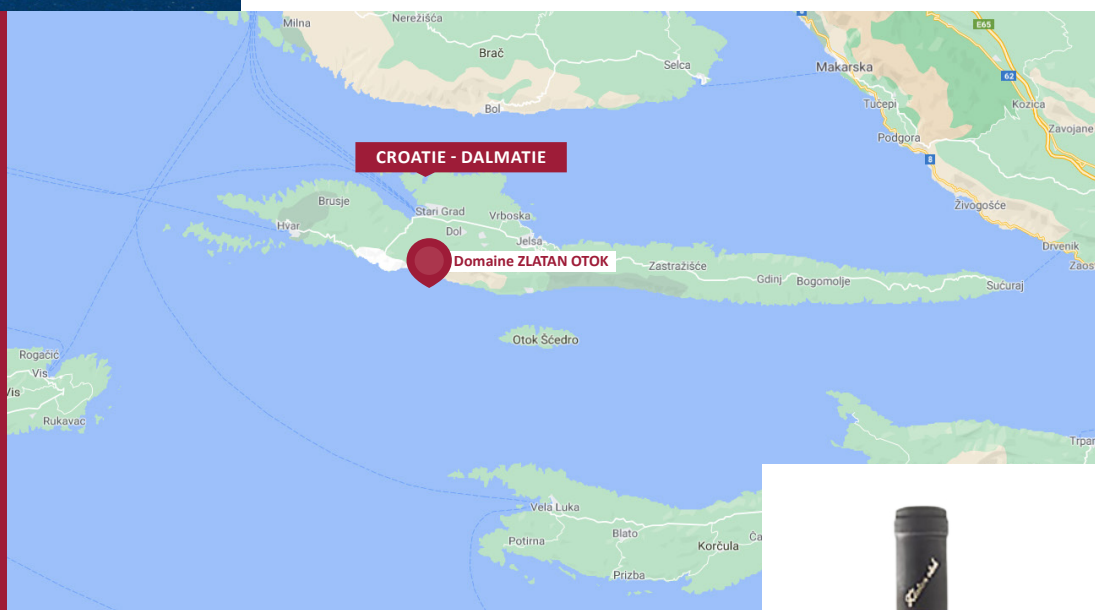 Milna
Nerežišća
E65
Brač
Selca
Makarska
62
Tučepi
Kozica
Bol
Zavojane
Podgora
8
CROATIE - DALMATIE
Brusje
Stari Grad
Vrboska
Živogošće
Hvar
Dol
Jelsa
Drvenik
Domaine ZLATAN OTOK
Zastražišće
Zaos
Gdinj
Bogomolje
Sućuraj
Otok Šćedro
Rogačić
Vis
Vis
Rukavac
Trpan
Vela Luka
Blato
Ča
Potirna
Korčula
Prizba